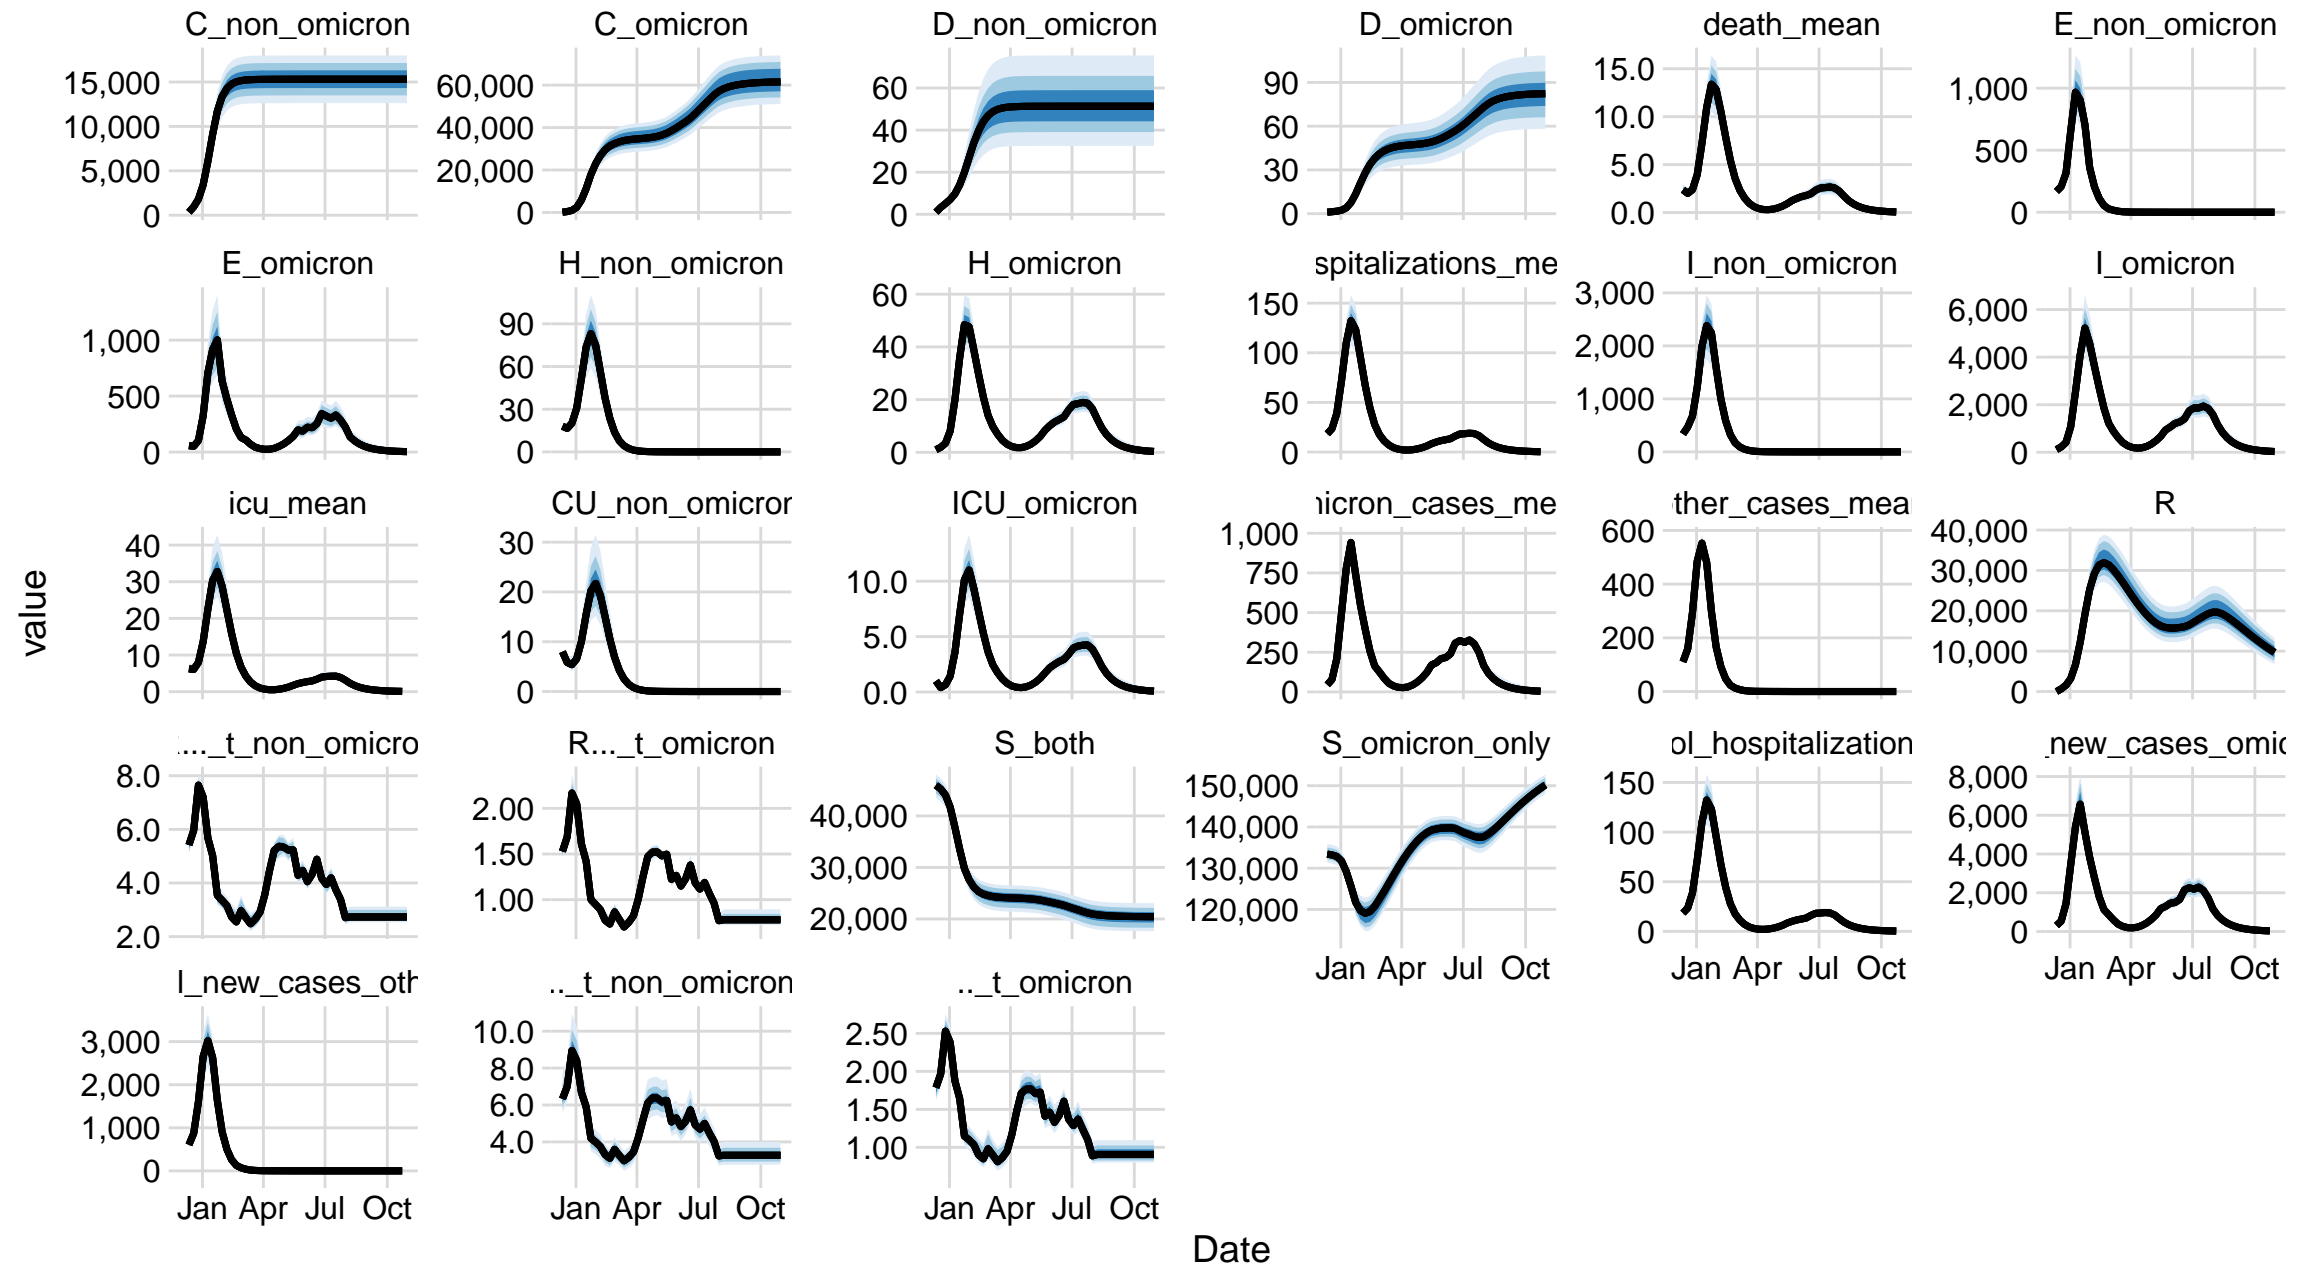 C_non_omicron C_omicron D_non_omicron D_omicron death_mean E_non_omicron
15,000 10,000 5,000 0
60,000 40,000 20,000 0
60 40 20 0
90 60 30 0
15.0 10.0 5.0 0.0
1,000 500 0
E_omicron H_non_omicron H_omicron spitalizations_me I_non_omicron I_omicron
1,000 500 0
90 60 30 0
60 40 20 0
150 100 50 0
3,000 2,000 1,000 0
6,000 4,000 2,000 0
value
icu_mean CU_non_omicron ICU_omicron nicron_cases_me ther_cases_mea R
40 30 20 10 0
30 20 10 0
10.0 5.0 0.0
1,000 750 500 250 0
600 400 200 0
40,000 30,000 20,000 10,000 0
..._t_non_omicro R..._t_omicron S_both S_omicron_only ol_hospitalization _new_cases_omic
8.0 6.0 4.0 2.0
2.00 1.50 1.00
40,000 30,000 20,000
150,000 140,000 130,000 120,000
150 100 50 0
8,000 6,000 4,000 2,000 0
Jan Apr Jul Oct
Jan Apr Jul Oct
Jan Apr Jul Oct
l_new_cases_oth .._t_non_omicron .._t_omicron
3,000 2,000 1,000 0
10.0 8.0 6.0 4.0
2.50 2.00 1.50 1.00
Jan Apr Jul Oct
Jan Apr Jul Oct
Jan Apr Jul Oct
Date